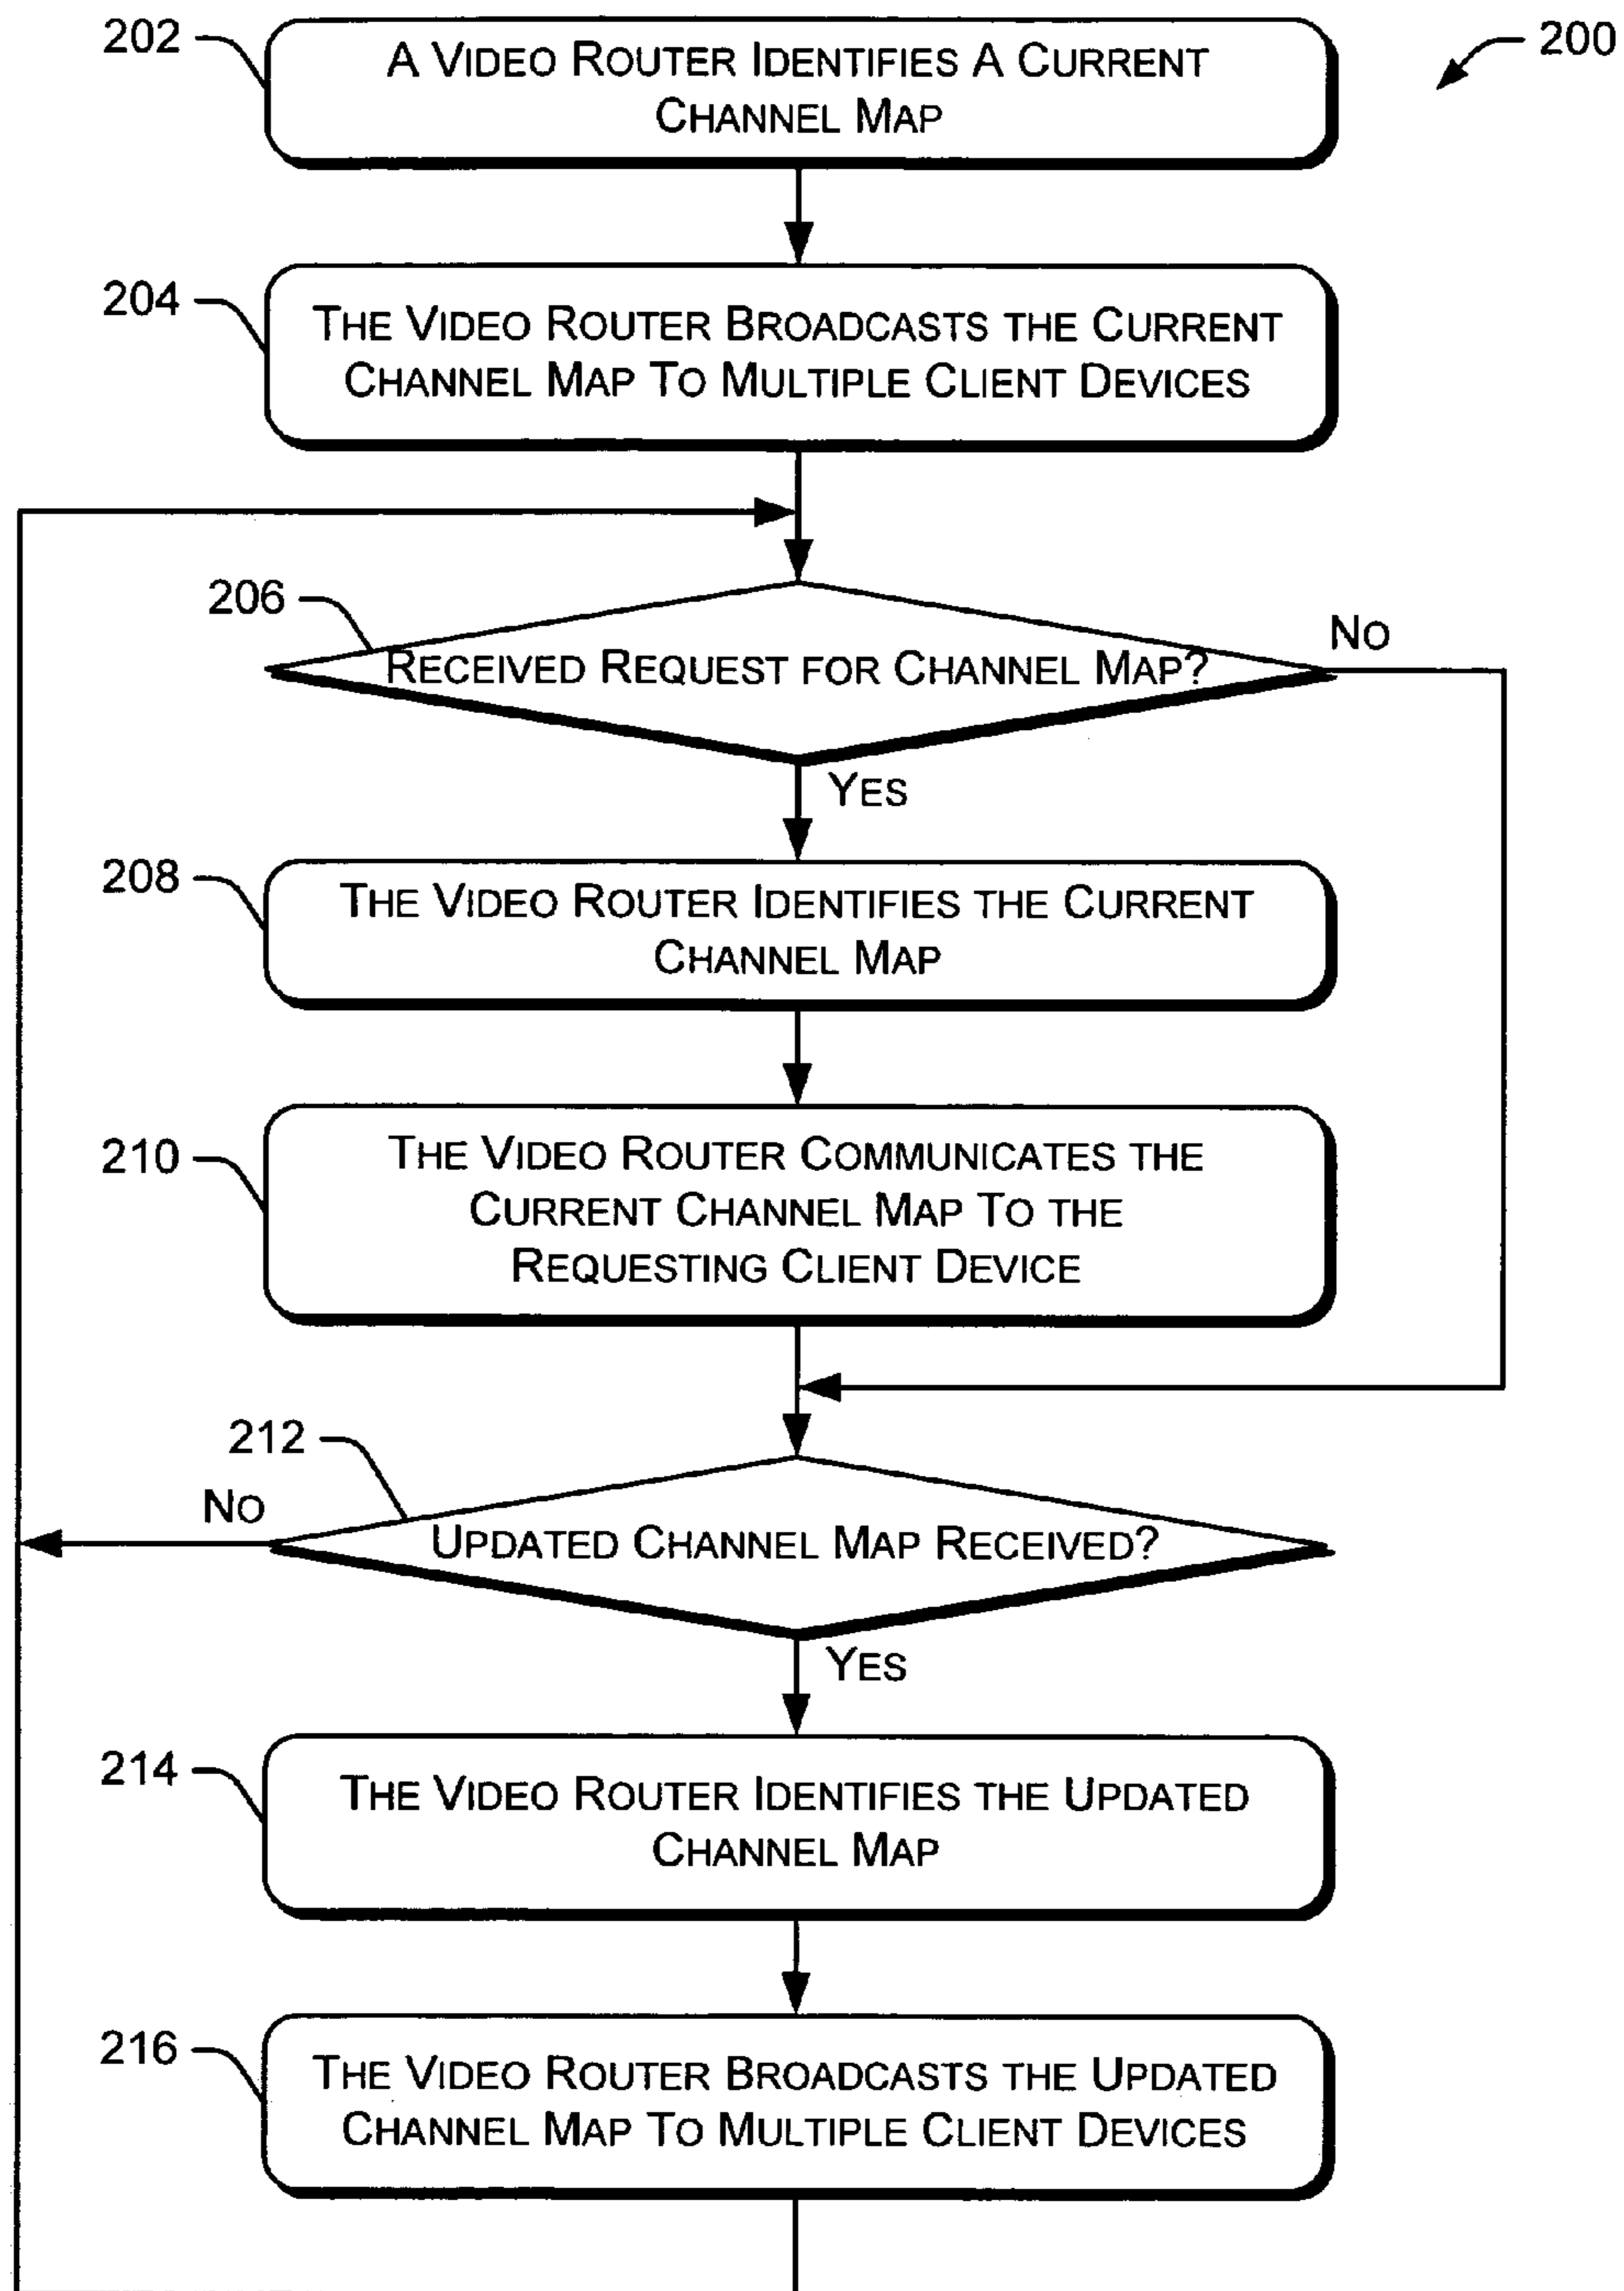 202
A VIDEO ROUTER IDENTIFIES A CURRENT
CHANNEL MAP
200
204
THE VIDEO ROUTER BROADCASTS THE CURRENT
CHANNEL MAP TO MULTIPLE CLIENT DEVICES
206
RECEIVED REQUEST FOR CHANNEL MAP?
NO
YES
208
THE VIDEO ROUTER IDENTIFIES THE CURRENT
CHANNEL MAP
210
THE VIDEO ROUTER COMMUNICATES THE
CURRENT CHANNEL MAP TO THE
REQUESTING CLIENT DEVICE
212
NO
UPDATED CHANNEL MAP RECEIVED?
YES
214
THE VIDEO ROUTER IDENTIFIES THE UPDATED
CHANNEL MAP
216
THE VIDEO ROUTER BROADCASTS THE UPDATED
CHANNEL MAP TO MULTIPLE CLIENT DEVICES